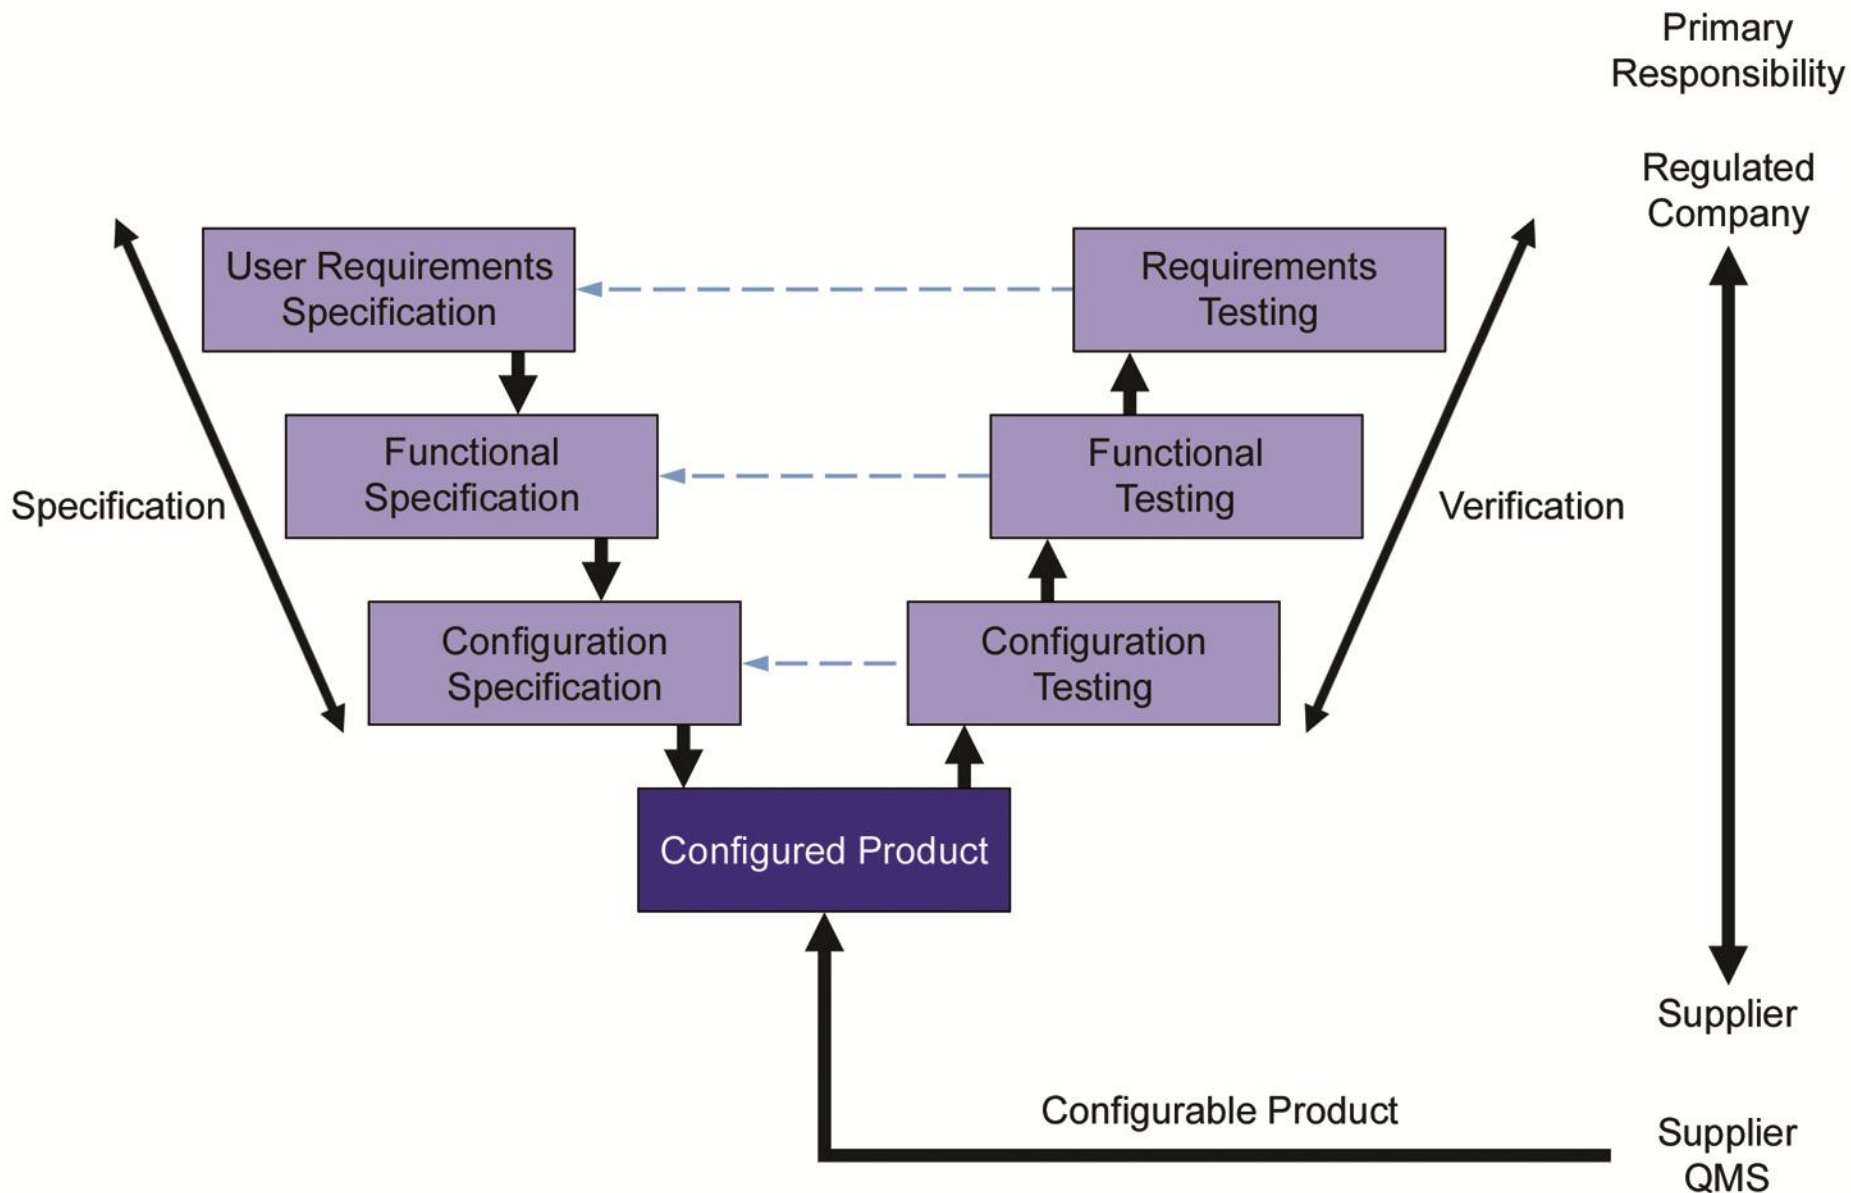 Primary
Responsibility
Regulated
Company
User Requirements
Specification
Requirements
Testing
Functional
Specification
Functional
Testing
Specification
Verification
Configuration
Specification
Configuration
Testing
Configured Product
Supplier
Configurable Product
Supplier
QMS